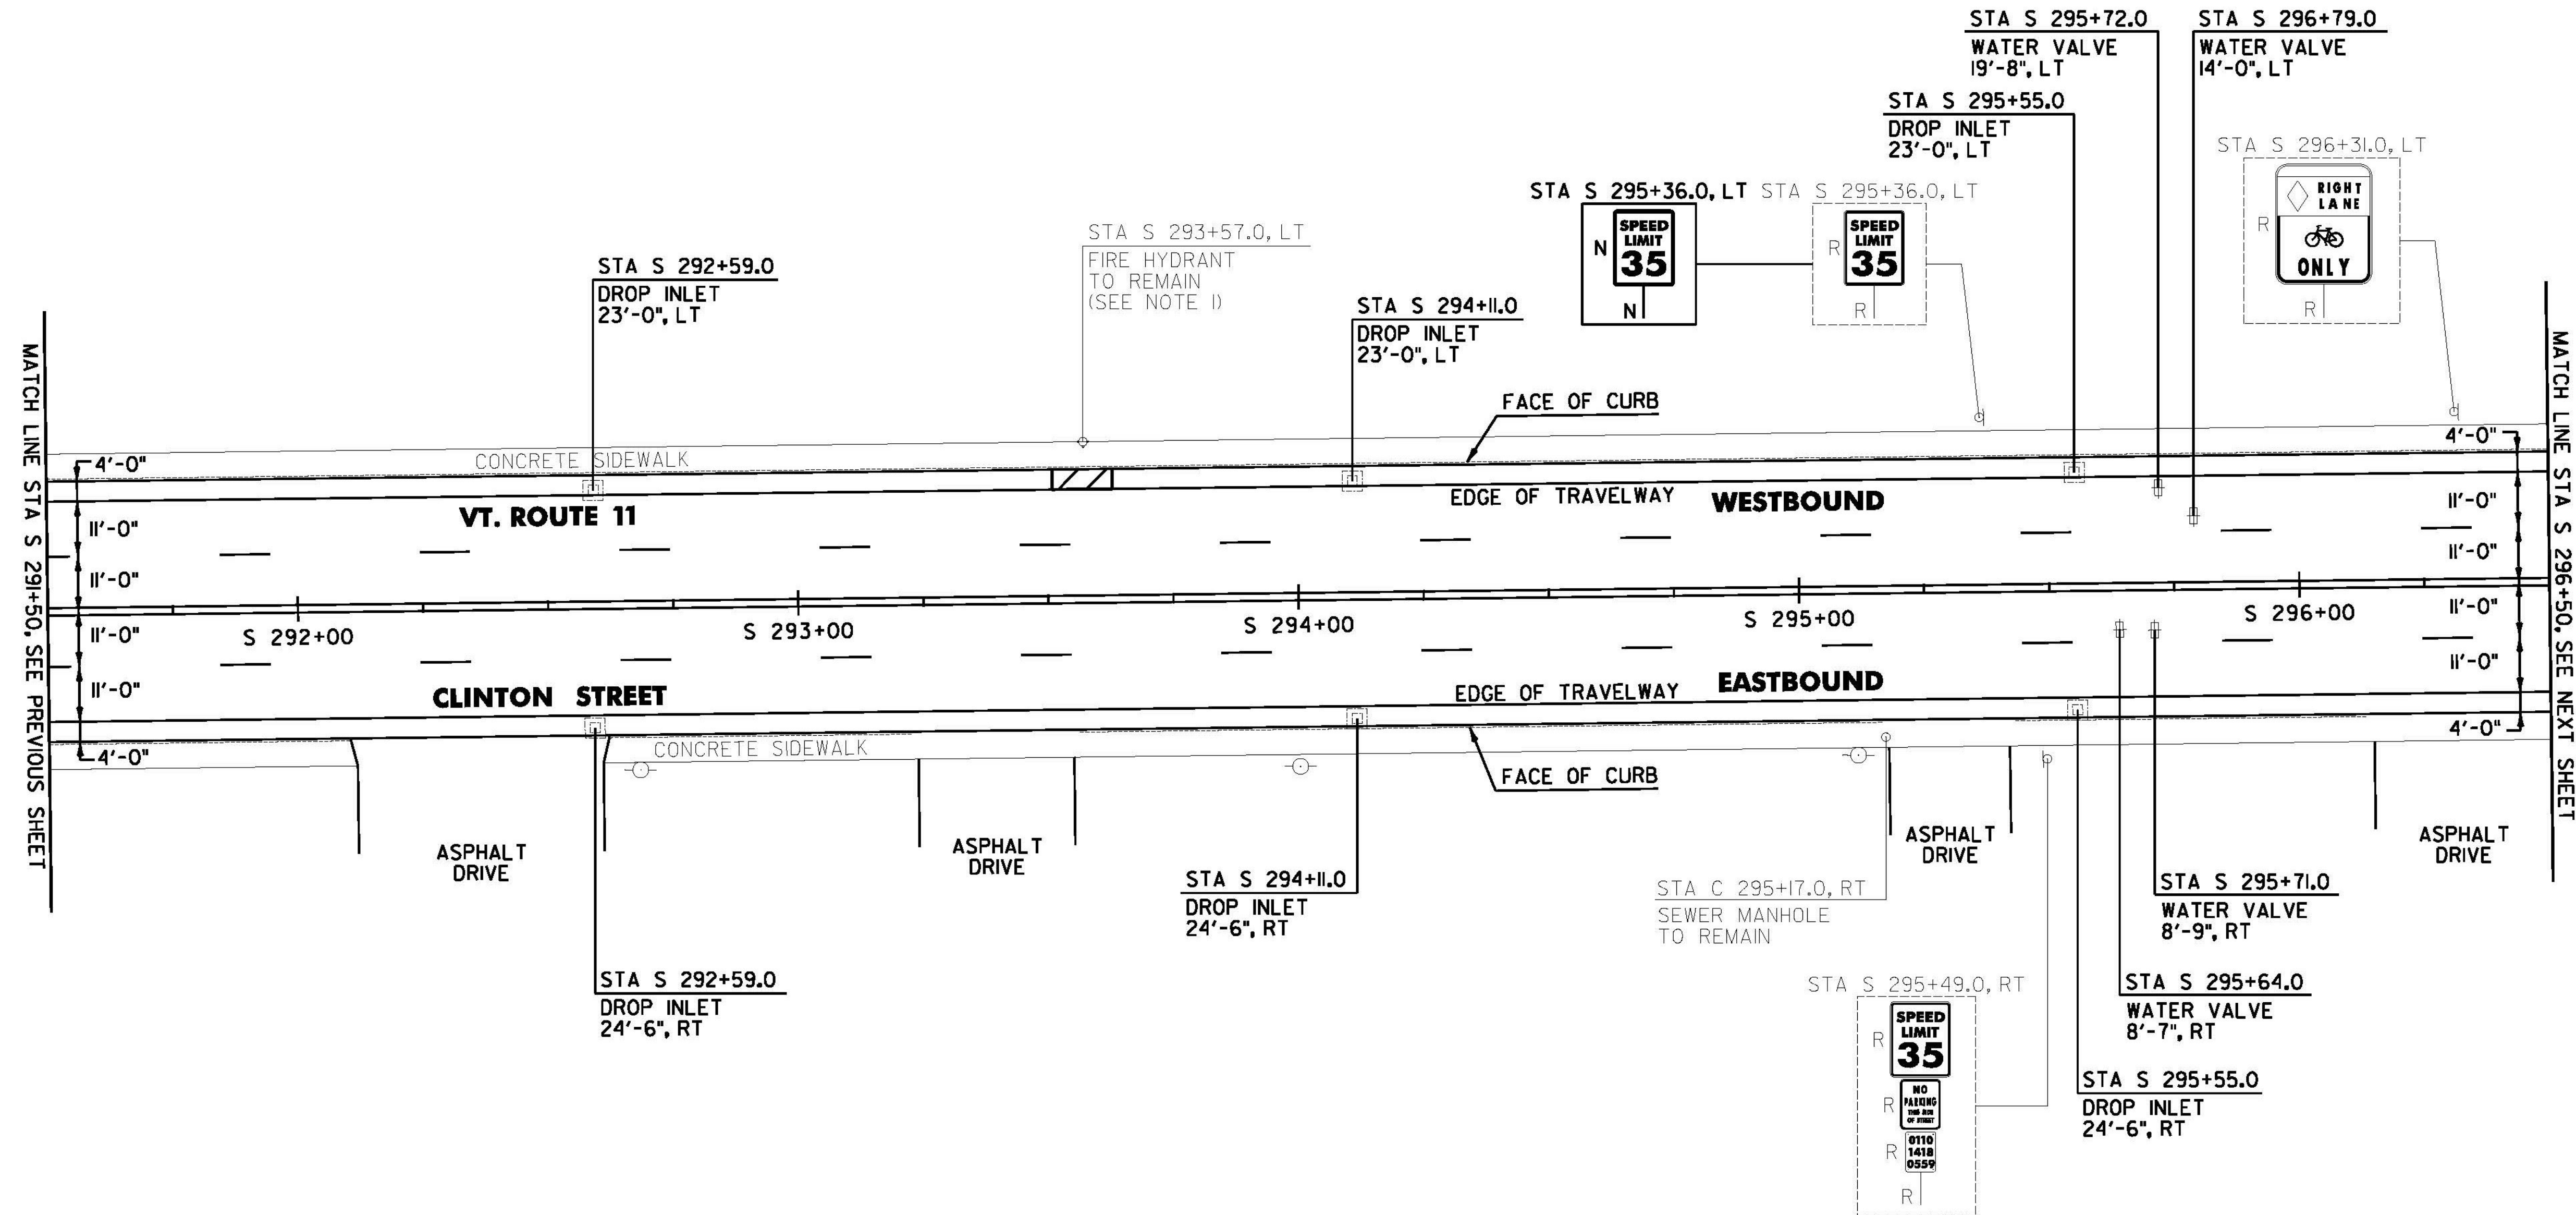 STA S 295+72.0
WATER VALVE
19'-8", LT
STA S 296+79.0
WATER VALVE
14'-0", LT
STA S 295+55.0
DROP INLET
23'-0", LT
STA S 296+31.0, LT
R
RIGHT
LANE
ONLY
R
STA S 295+36.0, LT
N
SPEED
LIMIT
35
N
STA S 295+36.0, LT
R
SPEED
LIMIT
35
R
STA S 293+57.0, LT
FIRE HYDRANT
TO REMAIN
(SEE NOTE 1)
STA S 292+59.0
DROP INLET
23'-0", LT
STA S 294+11.0
DROP INLET
23'-0", LT
FACE OF CURB
MATCH LINE STA S 291+50, SEE PREVIOUS SHEET
MATCH LINE STA S 296+50, SEE NEXT SHEET
4'-0"
CONCRETE SIDEWALK
4'-0"
11'-0"
VT. ROUTE 11
EDGE OF TRAVELWAY
WESTBOUND
11'-0"
11'-0"
11'-0"
11'-0"
S 292+00
S 293+00
S 294+00
S 295+00
S 296+00
11'-0"
11'-0"
CLINTON STREET
EDGE OF TRAVELWAY
EASTBOUND
11'-0"
4'-0"
CONCRETE SIDEWALK
4'-0"
FACE OF CURB
ASPHALT
DRIVE
ASPHALT
DRIVE
ASPHALT
DRIVE
ASPHALT
DRIVE
STA S 294+11.0
DROP INLET
24'-6", RT
STA C 295+17.0, RT
SEWER MANHOLE
TO REMAIN
STA S 295+71.0
WATER VALVE
8'-9", RT
STA S 292+59.0
DROP INLET
24'-6", RT
STA S 295+64.0
WATER VALVE
8'-7", RT
STA S 295+49.0, RT
R
SPEED
LIMIT
35
R
NO
PARKING
THIS SIDE
OF STREET
R
0110
1418
0559
R
STA S 295+55.0
DROP INLET
24'-6", RT